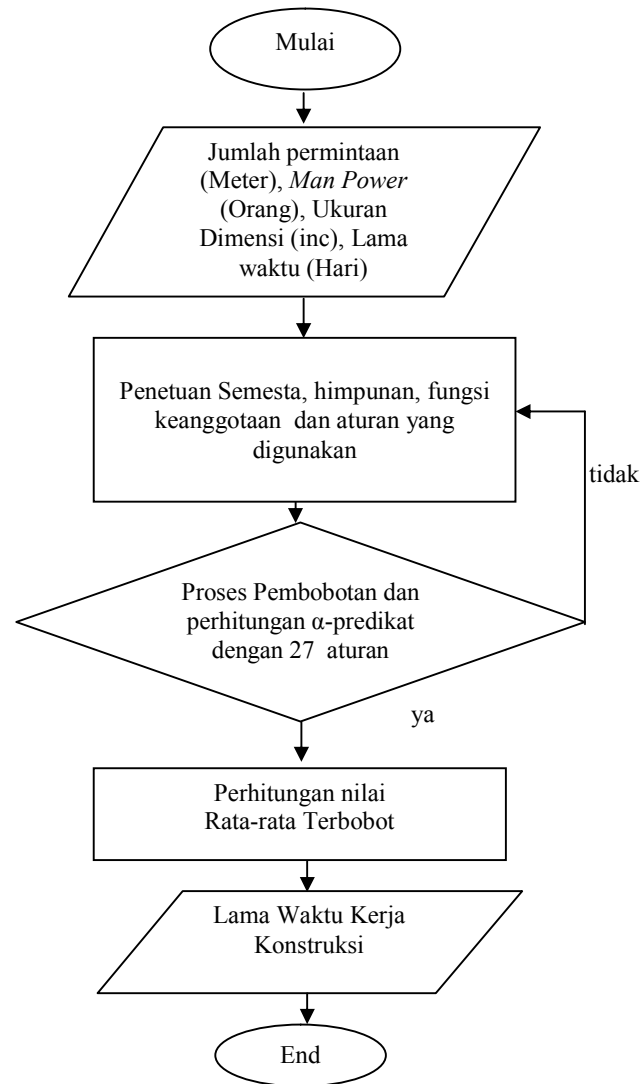 Mulai
Jumlah permintaan
(Meter), Man Power
(Orang), Ukuran
Dimensi (inc), Lama
waktu (Hari)
Penetuan Semesta, himpunan, fungsi
keanggotaan dan aturan yang
digunakan
tidak
Proses Pembobotan dan
perhitungan α-predikat
dengan 27 aturan
ya
Perhitungan nilai
Rata-rata Terbobot
Lama Waktu Kerja
Konstruksi
End